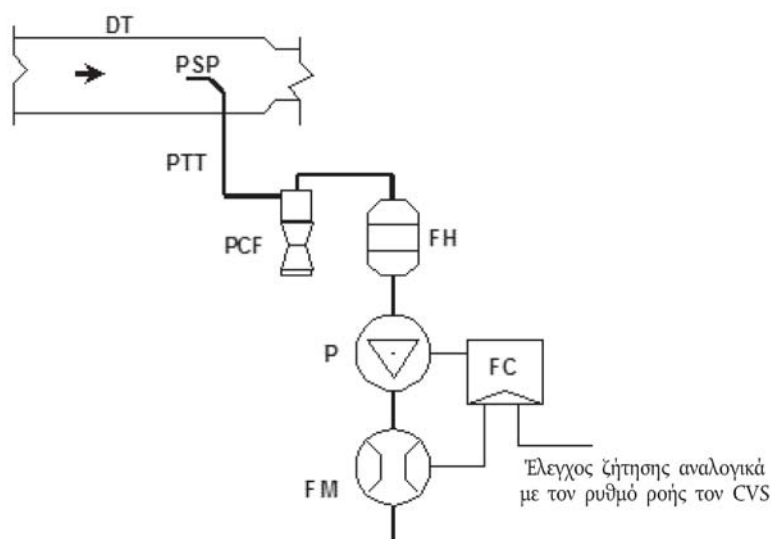 DT
PSP
PTT
PCF
FH
P
FC
FM
Έλεγχος ζήτησης αναλογικά
με τον ρυθμό ροής τον CVS